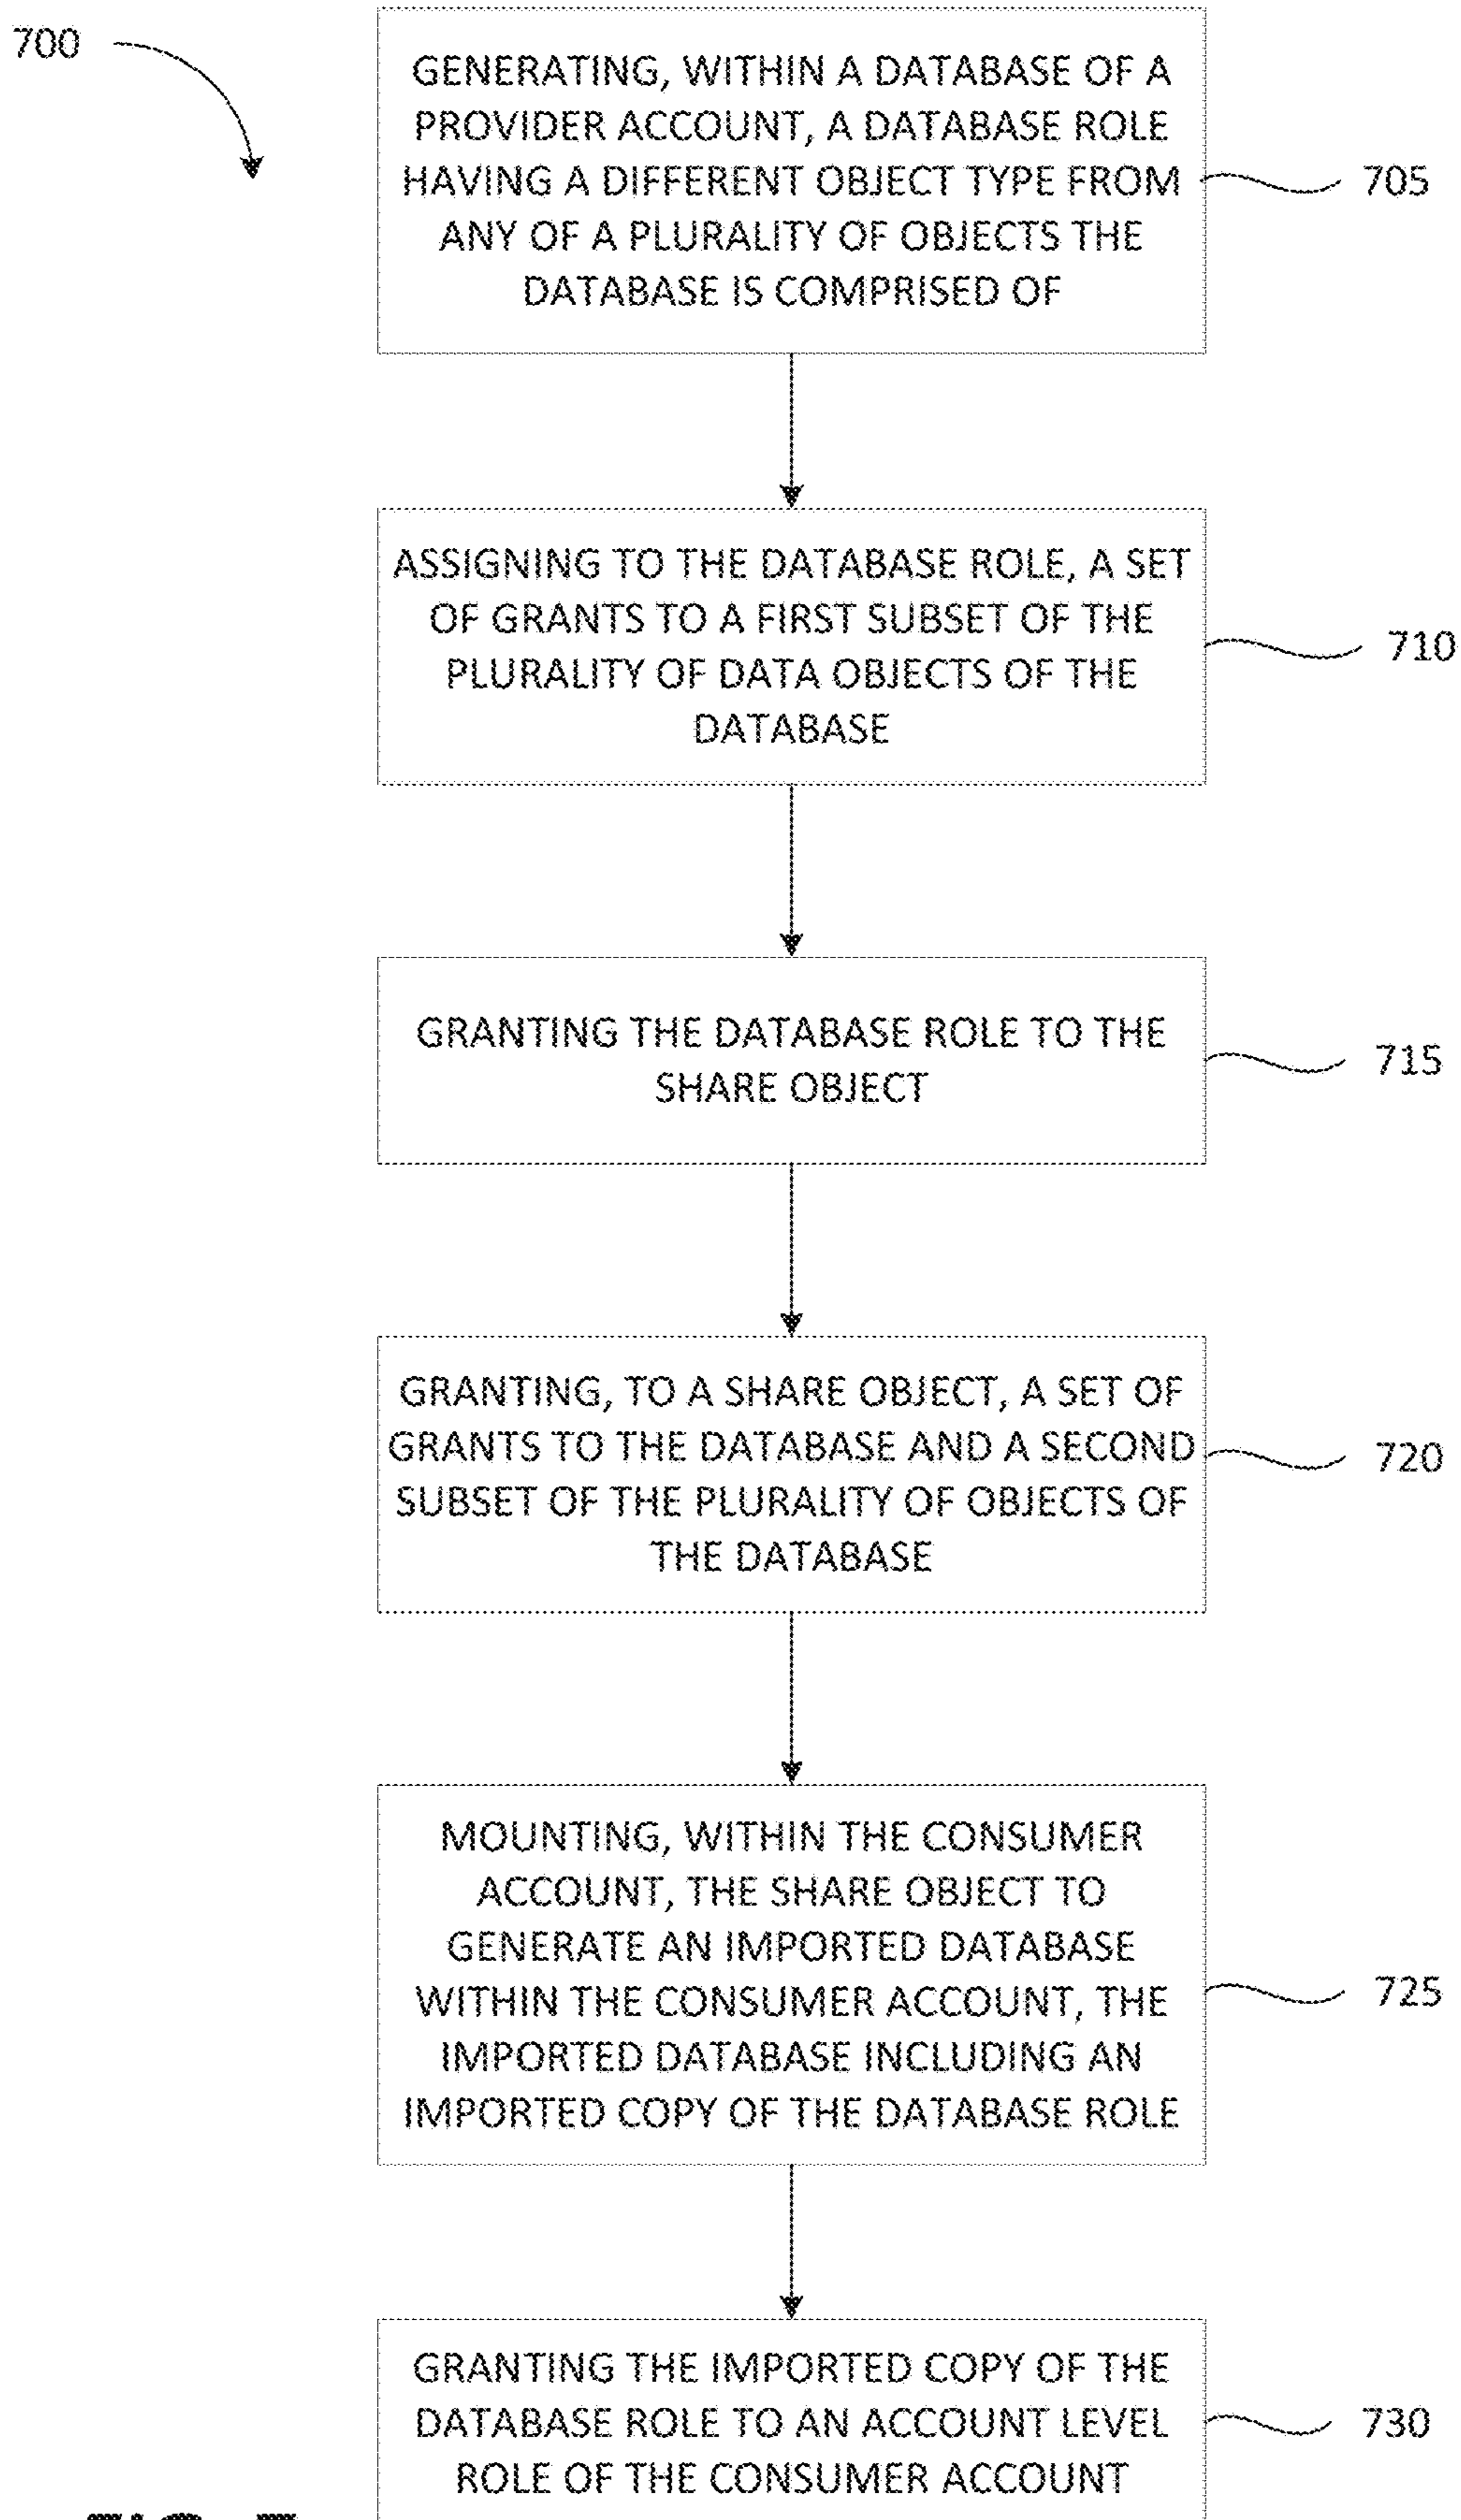 700
GENERATING, WITHIN A DATABASE OF A
PROVIDER ACCOUNT, A DATABASE ROLE
HAVING A DIFFERENT OBJECT TYPE FROM
ANY OF A PLURALITY OF OBJECTS THE
DATABASE IS COMPRISED OF
705
ASSIGNING TO THE DATABASE ROLE, A SET
OF GRANTS TO A FIRST SUBSET OF THE
PLURALITY OF DATA OBJECTS OF THE
DATABASE
710
GRANTING THE DATABASE ROLE TO THE
SHARE OBJECT
715
GRANTING, TO A SHARE OBJECT, A SET OF
GRANTS TO THE DATABASE AND A SECOND
SUBSET OF THE PLURALITY OF OBJECTS OF
THE DATABASE
720
MOUNTING, WITHIN THE CONSUMER
ACCOUNT, THE SHARE OBJECT TO
GENERATE AN IMPORTED DATABASE
WITHIN THE CONSUMER ACCOUNT, THE
IMPORTED DATABASE INCLUDING AN
IMPORTED COPY OF THE DATABASE ROLE
725
GRANTING THE IMPORTED COPY OF THE
DATABASE ROLE TO AN ACCOUNT LEVEL
ROLE OF THE CONSUMER ACCOUNT
730